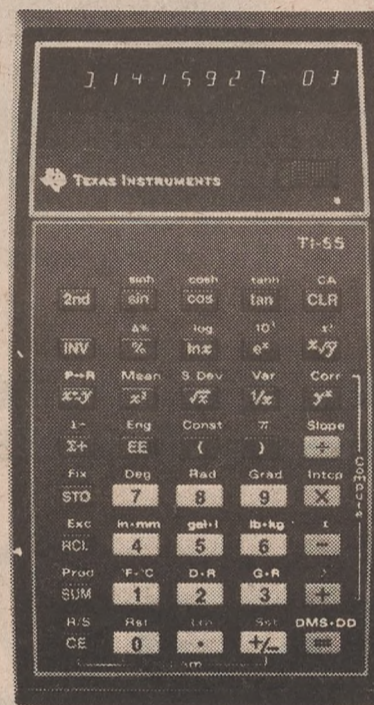 3.1415927 03
TEXAS INSTRUMENTS
TI-55
sinh cosh tanh CA
2nd sin cos tan CLR
Δ% log 10ˣ
INV % lnx eˣ ˣ√y
P→R Mean S.Dev Var Corr
x⇄y x² √x 1/x yˣ
Σ− Eng Const π Slope
Σ+ EE ( ) ÷
Fix Deg Rad Grad Intcp
STO 7 8 9 X
Exc in·mm gal·l lb·kg
RCL 4 5 6 −
Prod °F·°C D·R G·R
SUM 1 2 3 +
R/S Rst Sst DMS·DD
CE 0 . +/− =
Compute